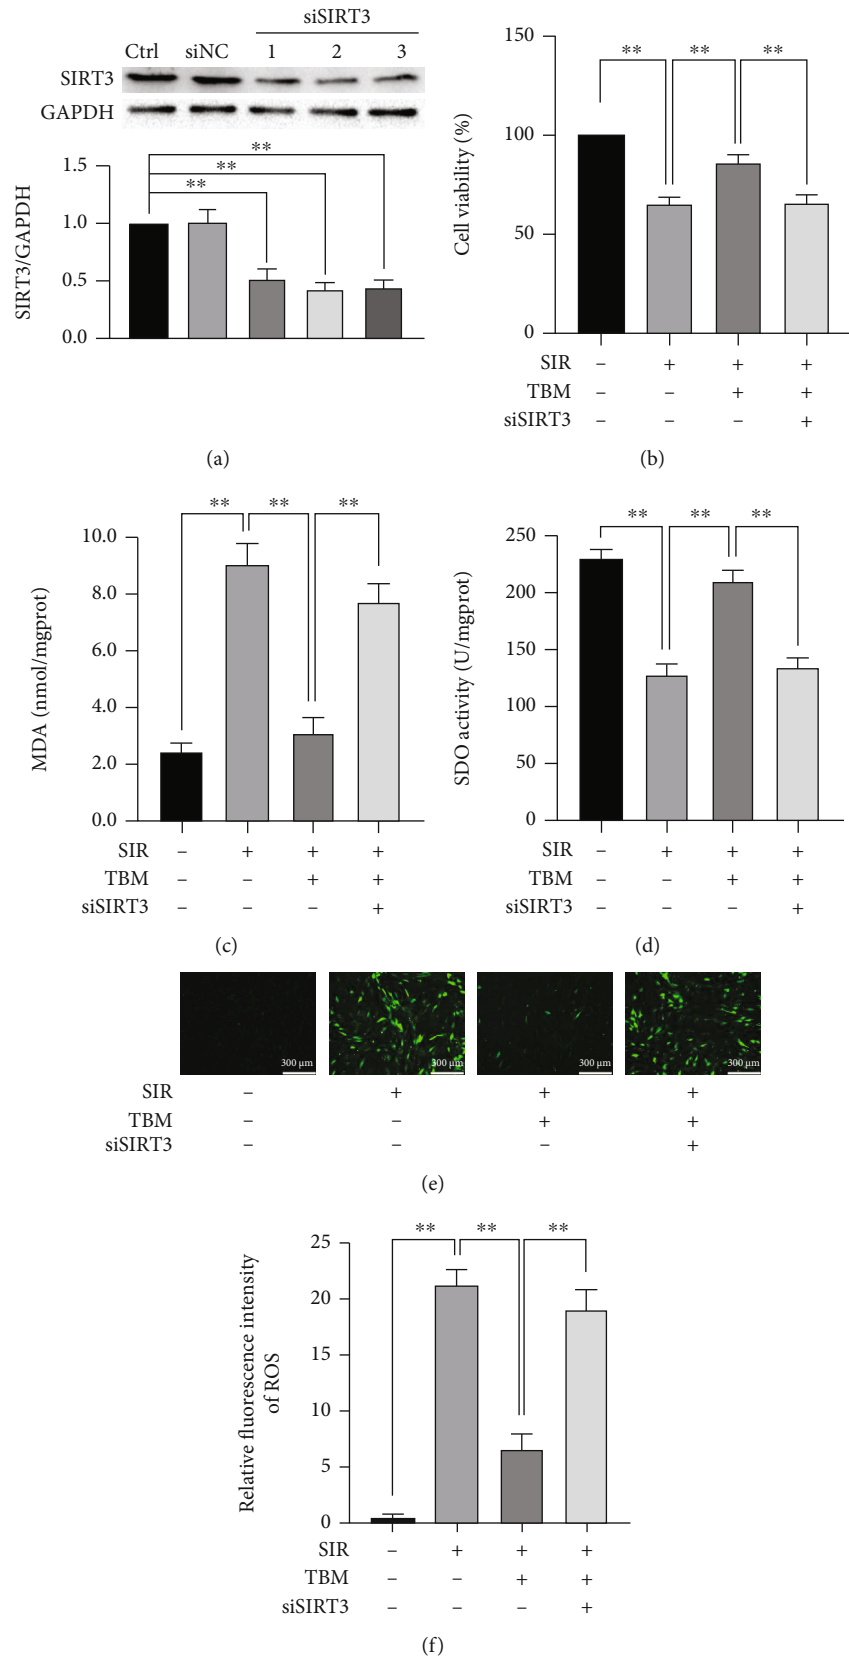 siSIRT3
Ctrl siNC 1 2 3
SIRT3
GAPDH
** 
**
**
SIRT3/GAPDH
1.5
1.0
0.5
0.0
(a)
** ** **
Cell viability (%)
150
100
50
0
SIR – + + +
TBM – – + +
siSIRT3 – – – +
(b)
** ** **
MDA (nmol/mgprot)
10.0
8.0
6.0
4.0
2.0
0.0
SIR – + + +
TBM – – + +
siSIRT3 – – – +
(c)
** ** **
SDO activity (U/mgprot)
250
200
150
100
50
0
SIR – + + +
TBM – – + +
siSIRT3 – – – +
(d)
300 μm 300 μm 300 μm 300 μm
SIR – + + +
TBM – – + +
siSIRT3 – – – +
(e)
** ** **
Relative fluorescence intensity
of ROS
25
20
15
10
5
0
SIR – + + +
TBM – – + +
siSIRT3 – – – +
(f)